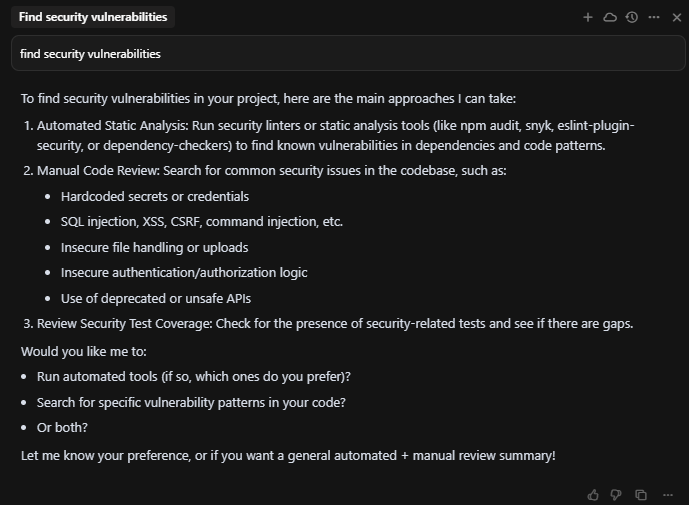 Find security vulnerabilities
find security vulnerabilities
To find security vulnerabilities in your project, here are the main approaches I can take:
1. Automated Static Analysis: Run security linters or static analysis tools (like npm audit, snyk, eslint-plugin-
security, or dependency-checkers) to find known vulnerabilities in dependencies and code patterns.
2. Manual Code Review: Search for common security issues in the codebase, such as:
• Hardcoded secrets or credentials
• SQL injection, XSS, CSRF, command injection, etc.
• Insecure file handling or uploads
• Insecure authentication/authorization logic
• Use of deprecated or unsafe APIs
3. Review Security Test Coverage: Check for the presence of security-related tests and see if there are gaps.
Would you like me to:
• Run automated tools (if so, which ones do you prefer)?
• Search for specific vulnerability patterns in your code?
• Or both?
Let me know your preference, or if you want a general automated + manual review summary!